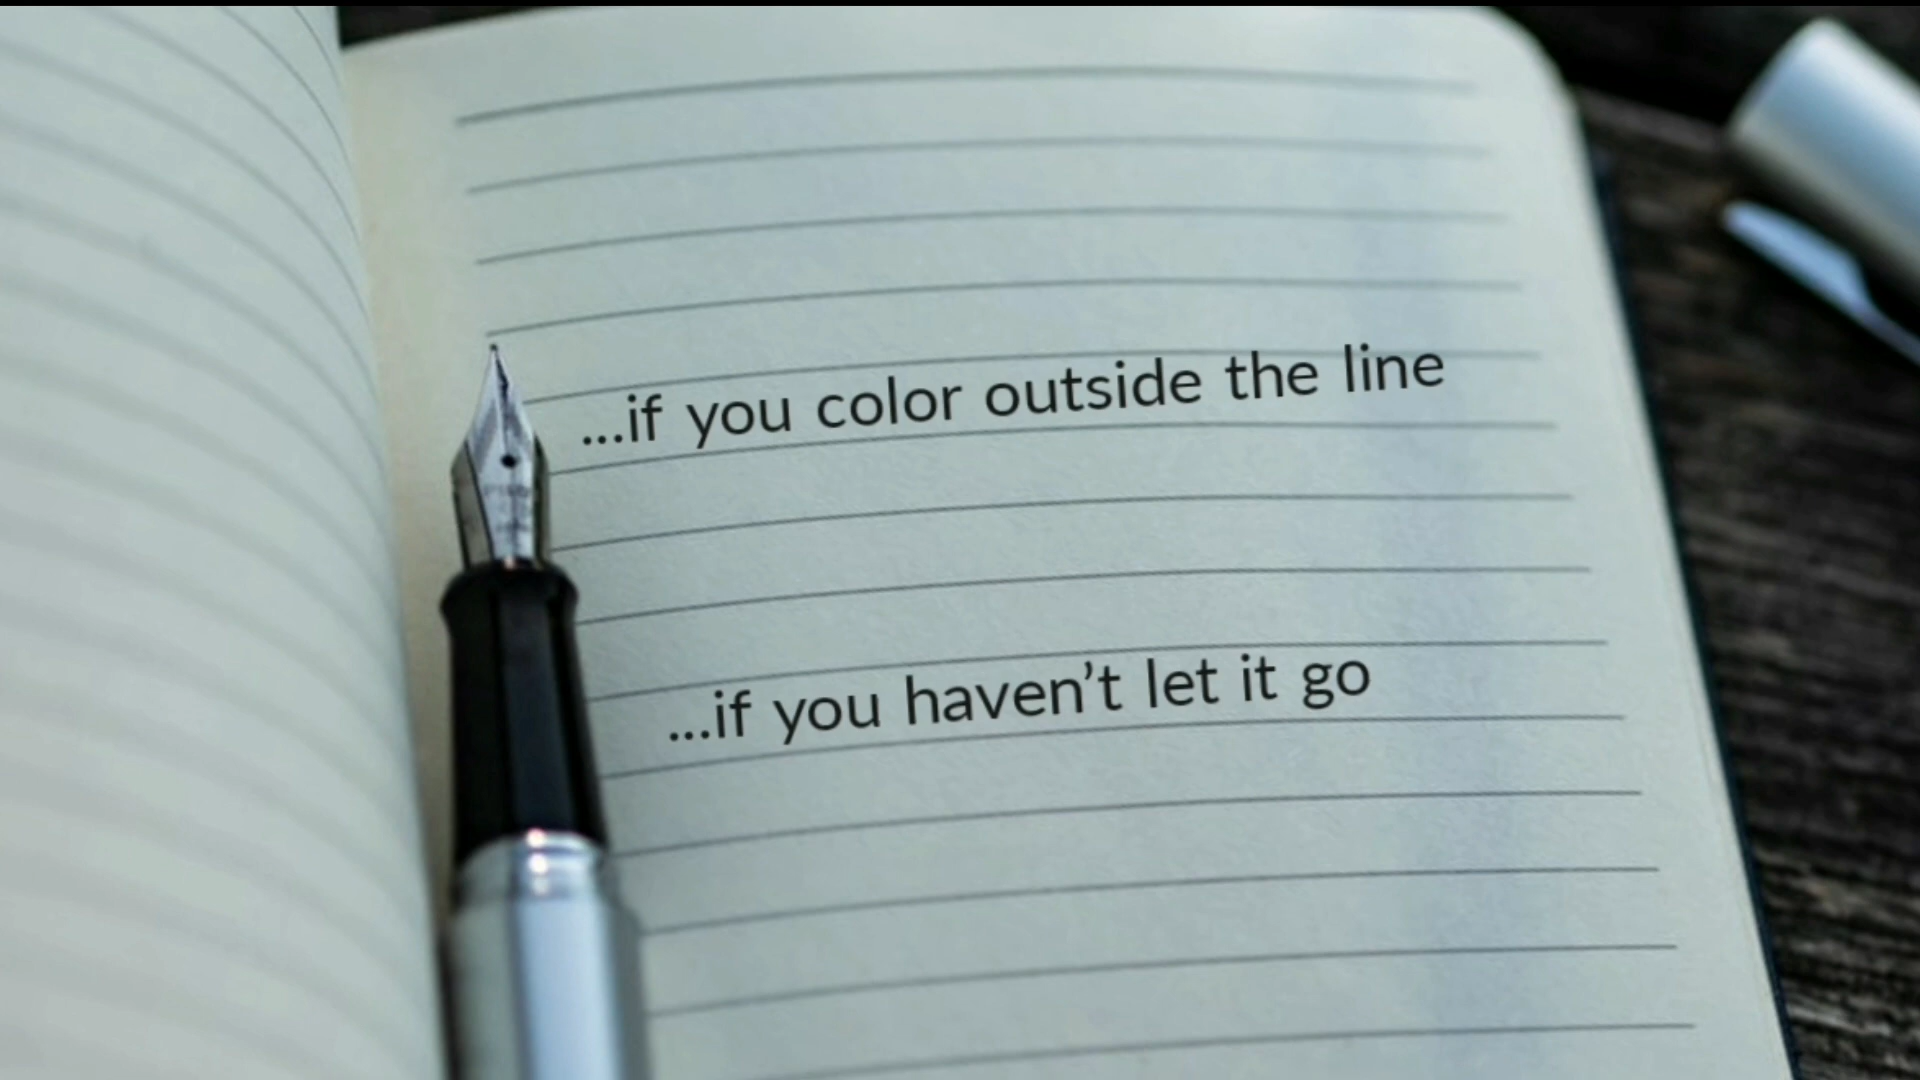 ...if you color outside the line
...if you haven’t let it go